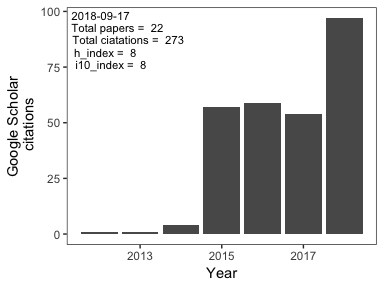 2018-09-17
Total papers = 22
Total ciatations = 273
h_index = 8
i10_index = 8
100
75
50
25
0
Google Scholar
citations
2013
2015
2017
Year